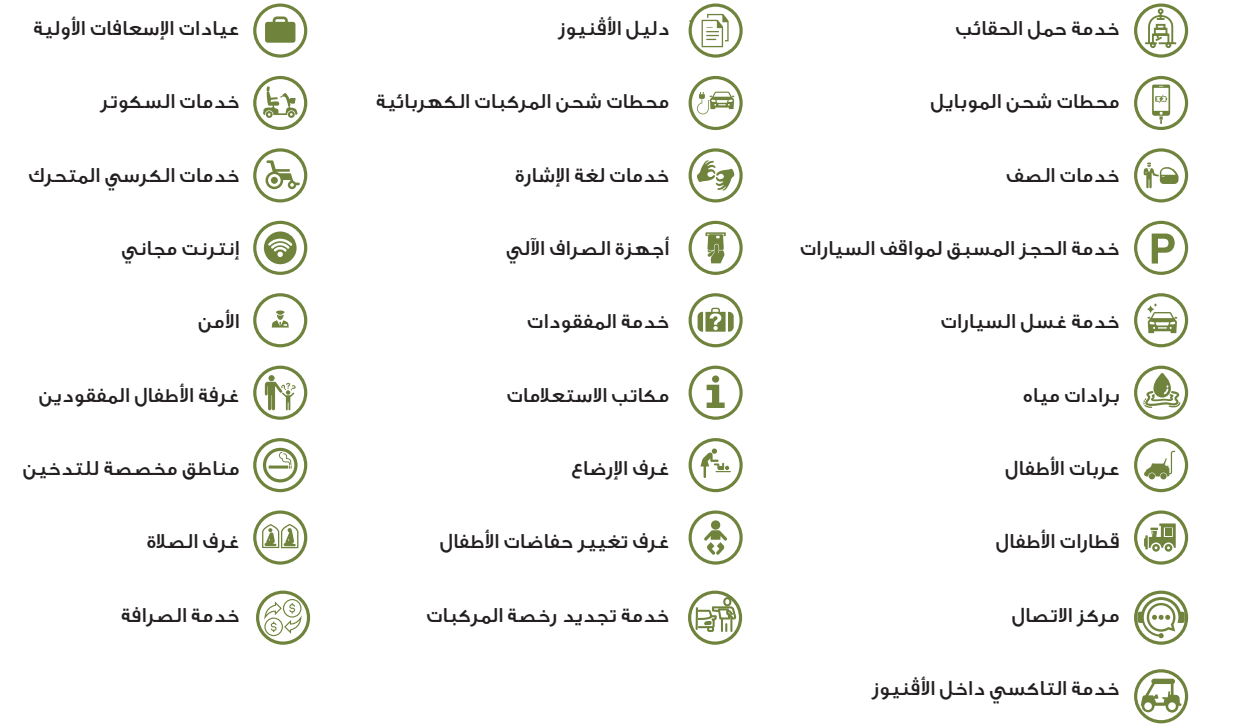 خدمة حمل الحقائب
دليل الأڤنيوز
عيادات الإسعافات الأولية
محطات شحن الموبايل
محطات شحن المركبات الكهربائية
خدمات السكوتر
خدمات الصف
خدمات لغة الإشارة
خدمات الكرسي المتحرك
P
خدمة الحجز المسبق لمواقف السيارات
أجهزة الصراف الآلي
إنترنت مجاني
خدمة غسل السيارات
خدمة المفقودات
الأمن
برادات مياه
مكاتب الاستعلامات
غرفة الأطفال المفقودين
عربات الأطفال
غرف الإرضاع
مناطق مخصصة للتدخين
قطارات الأطفال
غرف تغيير حفاضات الأطفال
غرف الصلاة
مركز الاتصال
خدمة تجديد رخصة المركبات
خدمة الصرافة
خدمة التاكسي داخل الأڤنيوز